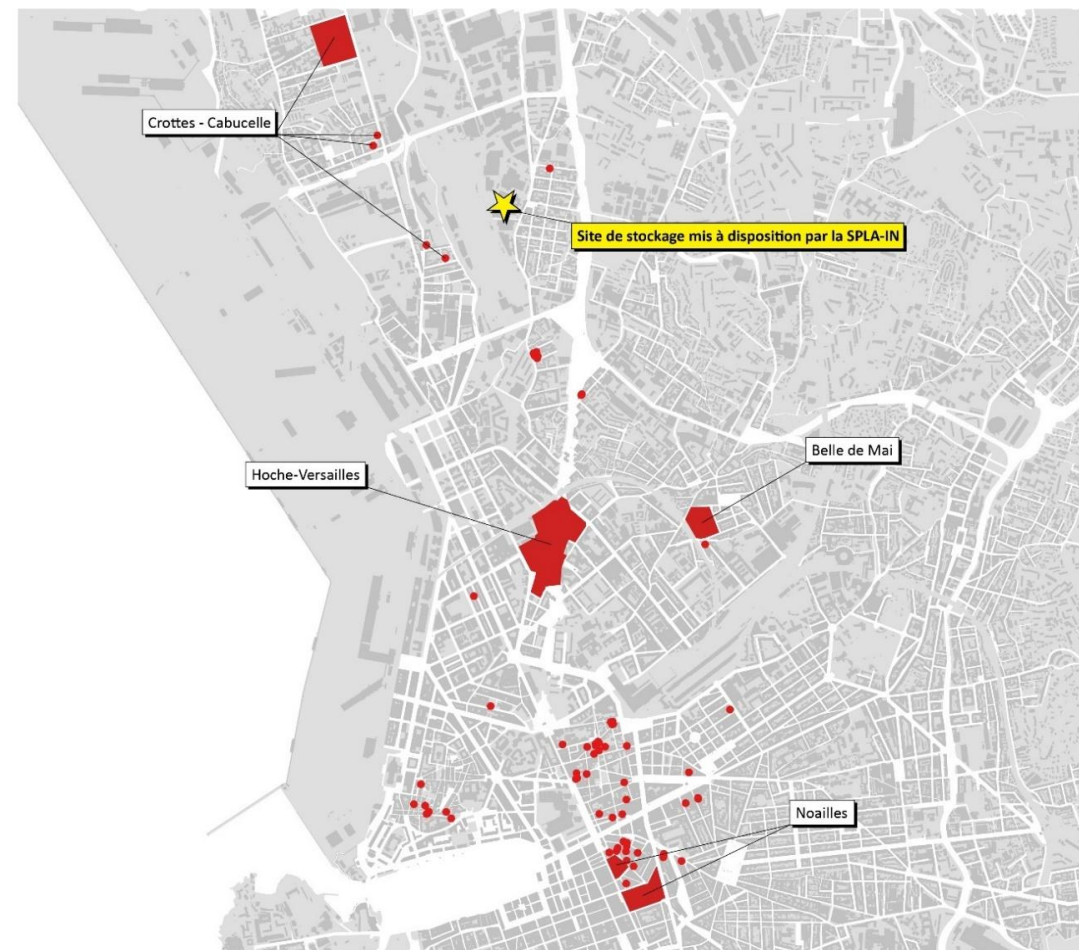 Crottes - Cabucelle
Site de stockage mis à disposition par la SPLA-IN
Belle de Mai
Hoche-Versailles
Noailles